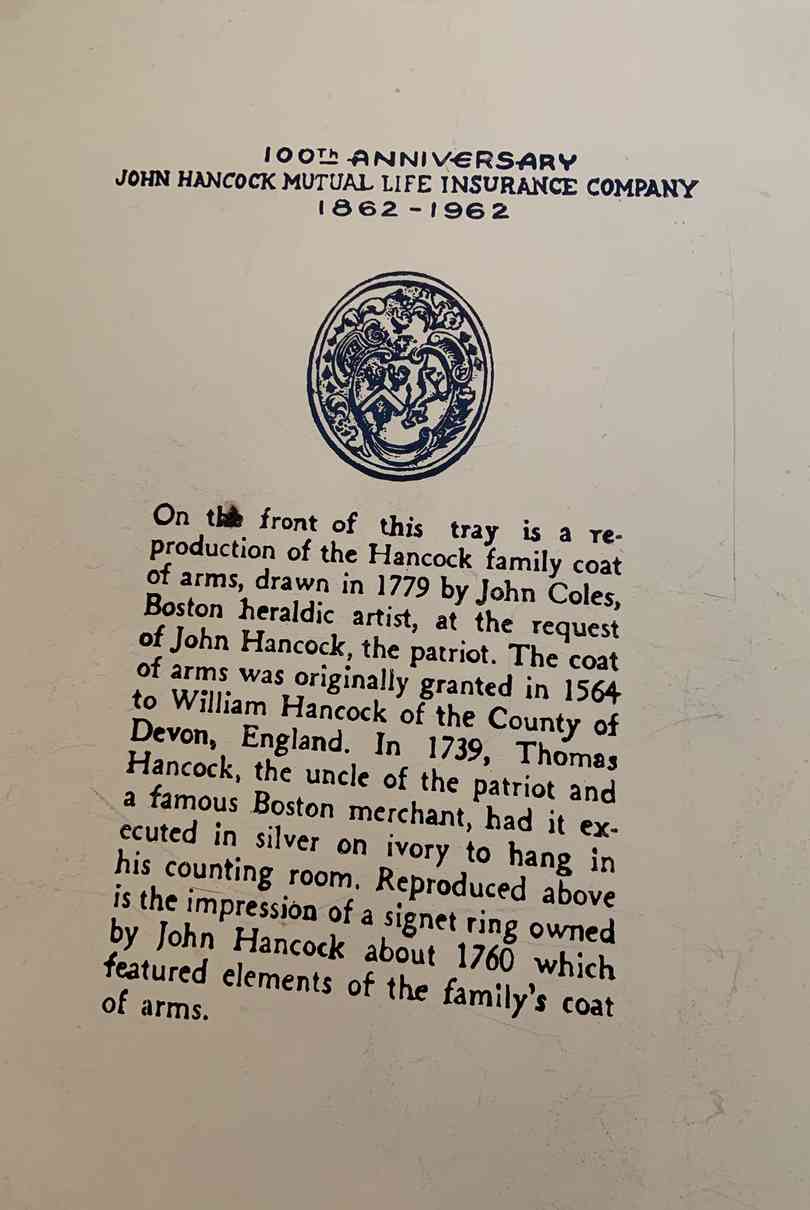 100Th ANNIVERSARY
JOHN HANCOCK MUTUAL LIFE INSURANCE COMPANY
1862-1962
On the front of this tray is a re-
production of the Hancock family coat
of arms, drawn in 1779 by John Coles,
Boston heraldic artist, at the request
of John Hancock, the patriot. The coat
of arms was originally granted in 1564
to William Hancock of the County of
Devon, England. In 1739, Thomas
Hancock, the uncle of the patriot and
a famous Boston merchant, had it ex-
ecuted in silver on ivory to hang in
his counting room. Reproduced above
is the impression of a signet ring owned
by John Hancock about 1760 which
featured elements of the family's coat
of arms.